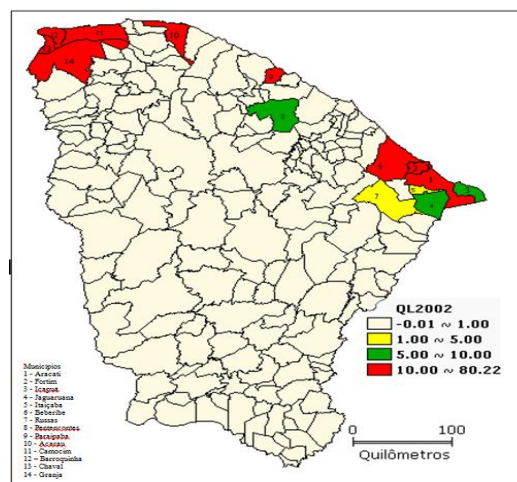 QL2002
-0.01 ~ 1.00
1.00 ~ 5.00
5.00 ~ 10.00
10.00 ~ 80.22
0 100
Quilômetros
Municípios
1 - Aracati
2 - Fortim
3 - Icapuí
4 - Jaguaruana
5 - Itaiçaba
6 - Beberibe
7 - Russas
8 - Pentencostes
9 - Paraipaba
10 - Acaraú
11 - Camocim
12 – Barroquinha
13 - Chaval
14 - Granja